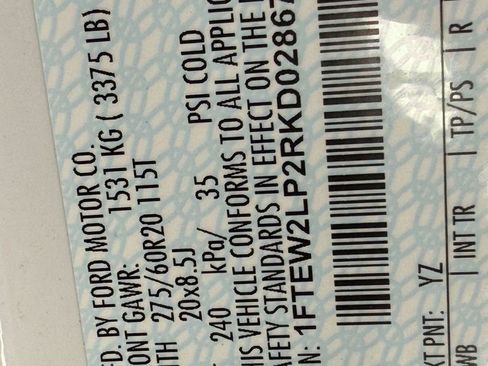 FD. BY FORD MOTOR CO.
ONT GAWR: 1531 KG ( 3375 LB)
TH 275/60R20 115T
20x8.5J
T 240 kPa/ 35 PSI COLD
HIS VEHICLE CONFORMS TO ALL APPLIC
AFETY STANDARDS IN EFFECT ON THE
N: 1FTEW2LP2RKD02867
XT PNT: YZ
WB | INT TR | TP/PS | R